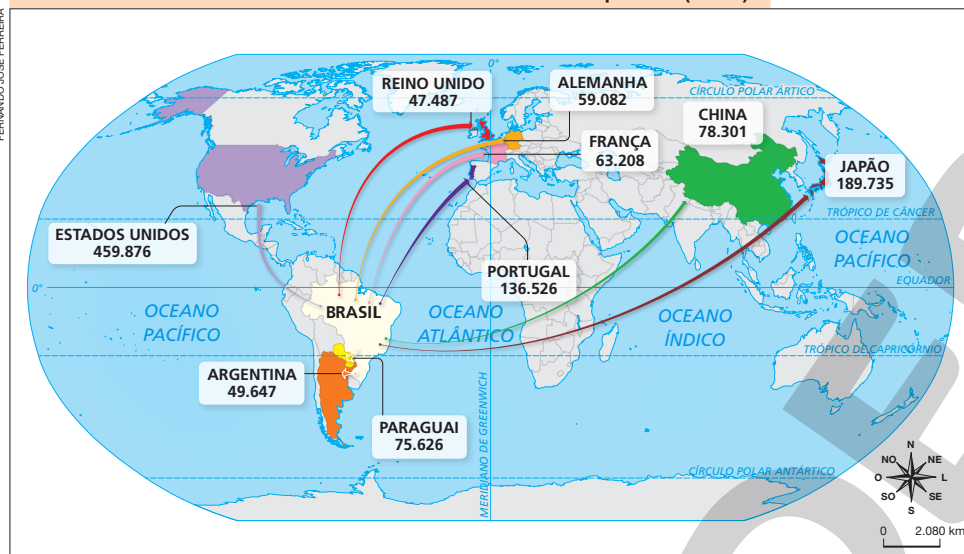 FERNANDO JOSÉ FERREIRA
0°
REINO UNIDO
47.487
ALEMANHA
59.082
CÍRCULO POLAR ÁRTICO
CHINA
78.301
FRANÇA
63.208
JAPÃO
189.735
TRÓPICO DE CÂNCER
ESTADOS UNIDOS
459.876
OCEANO
PACÍFICO
PORTUGAL
136.526
EQUADOR
0°
OCEANO
PACÍFICO
BRASIL
OCEANO
ATLÂNTICO
OCEANO
ÍNDICO
TRÓPICO DE CAPRICÓRNIO
ARGENTINA
49.647
PARAGUAI
75.626
MERIDIANO DE GREENWICH
CÍRCULO POLAR ANTÁRTICO
N
NO NE
O L
SO SE
S
0 2.080 km